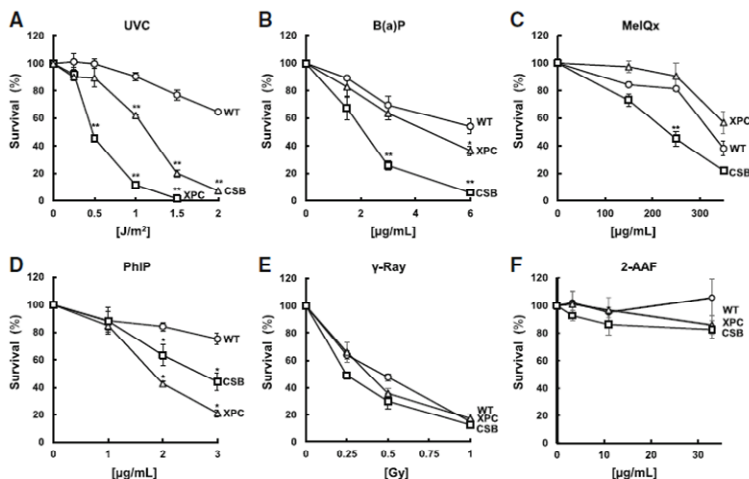 A UVC
120
100
80
60
40
20
0
Survival (%)
** ** ** ** ** **
WT
CSB
XPC
0 0.5 1 1.5 2
[J/m²]
B B(a)P
120
100
80
60
40
20
0
Survival (%)
** * **
WT
XPC
CSB
0 2 4 6
[µg/mL]
C MeIQx
120
100
80
60
40
20
0
Survival (%)
**
XPC
WT
CSB
0 100 200 300
[µg/mL]
D PhIP
120
100
80
60
40
20
0
Survival (%)
* * * *
WT
CSB
XPC
0 1 2 3
[µg/mL]
E γ-Ray
120
100
80
60
40
20
0
Survival (%)
WT
XPC
CSB
0 0.25 0.5 0.75 1
[Gy]
F 2-AAF
120
100
80
60
40
20
0
Survival (%)
WT
XPC
CSB
0 10 20 30
[µg/mL]